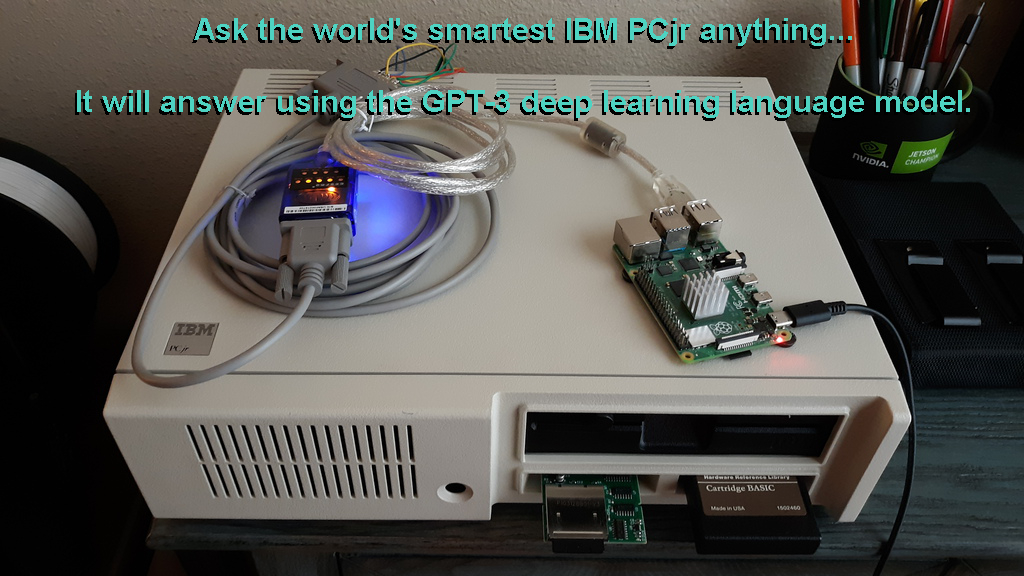 Ask the world's smartest IBM PCjr anything...
It will answer using the GPT-3 deep learning language model.
NVIDIA.
JETSON
CHAMPION
IBM
PCjr
Hardware Reference Library
Cartridge BASIC
Made in USA
1502460